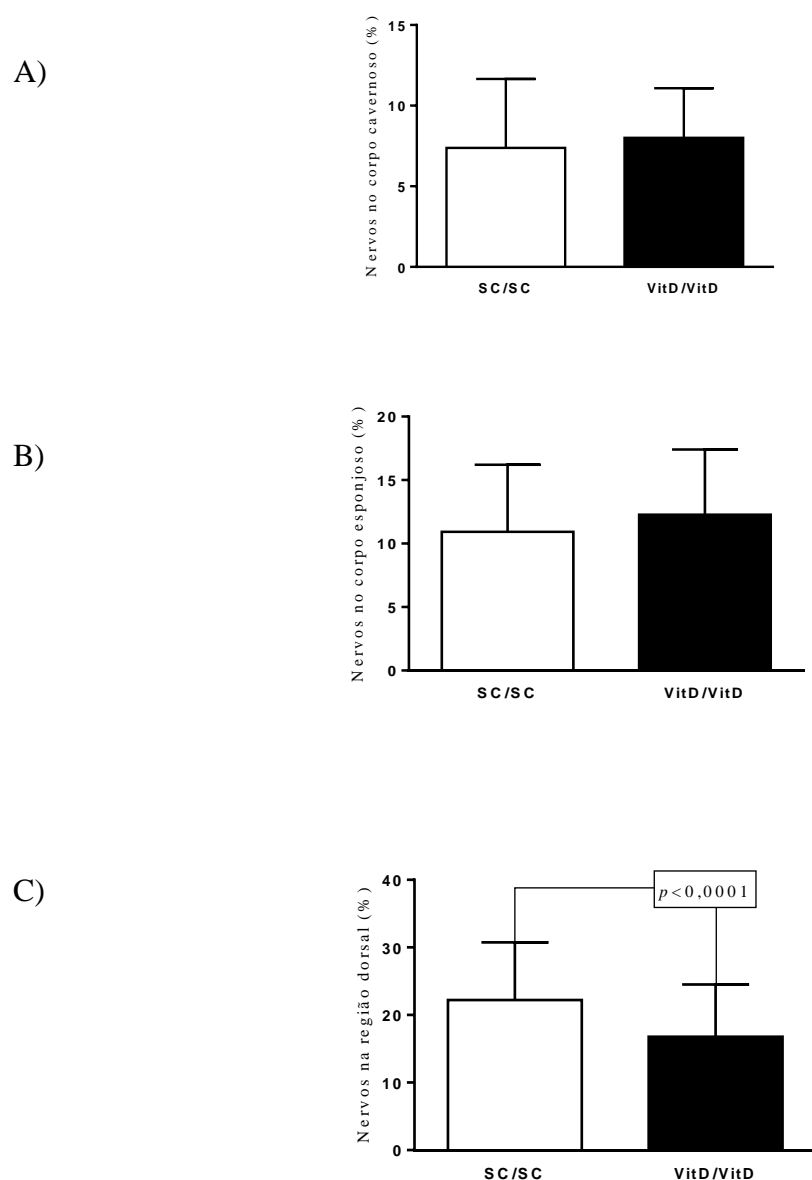 A)
Nervos no corpo cavernoso (%)
15
10
5
0
SC/SC
VitD/VitD
B)
Nervos no corpo esponjoso (%)
20
15
10
5
0
SC/SC
VitD/VitD
C)
Nervos na região dorsal (%)
40
30
20
10
0
p<0,0001
SC/SC
VitD/VitD